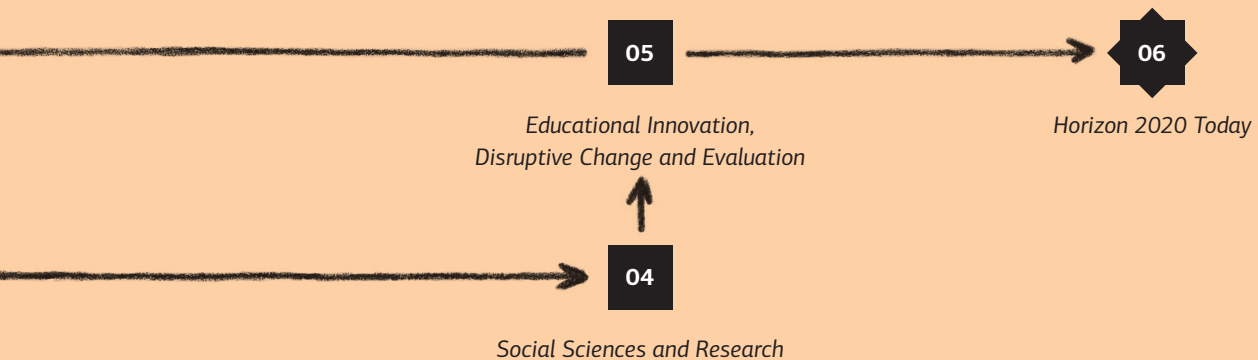 05
06
Educational Innovation,
Disruptive Change and Evaluation
Horizon 2020 Today
04
Social Sciences and Research